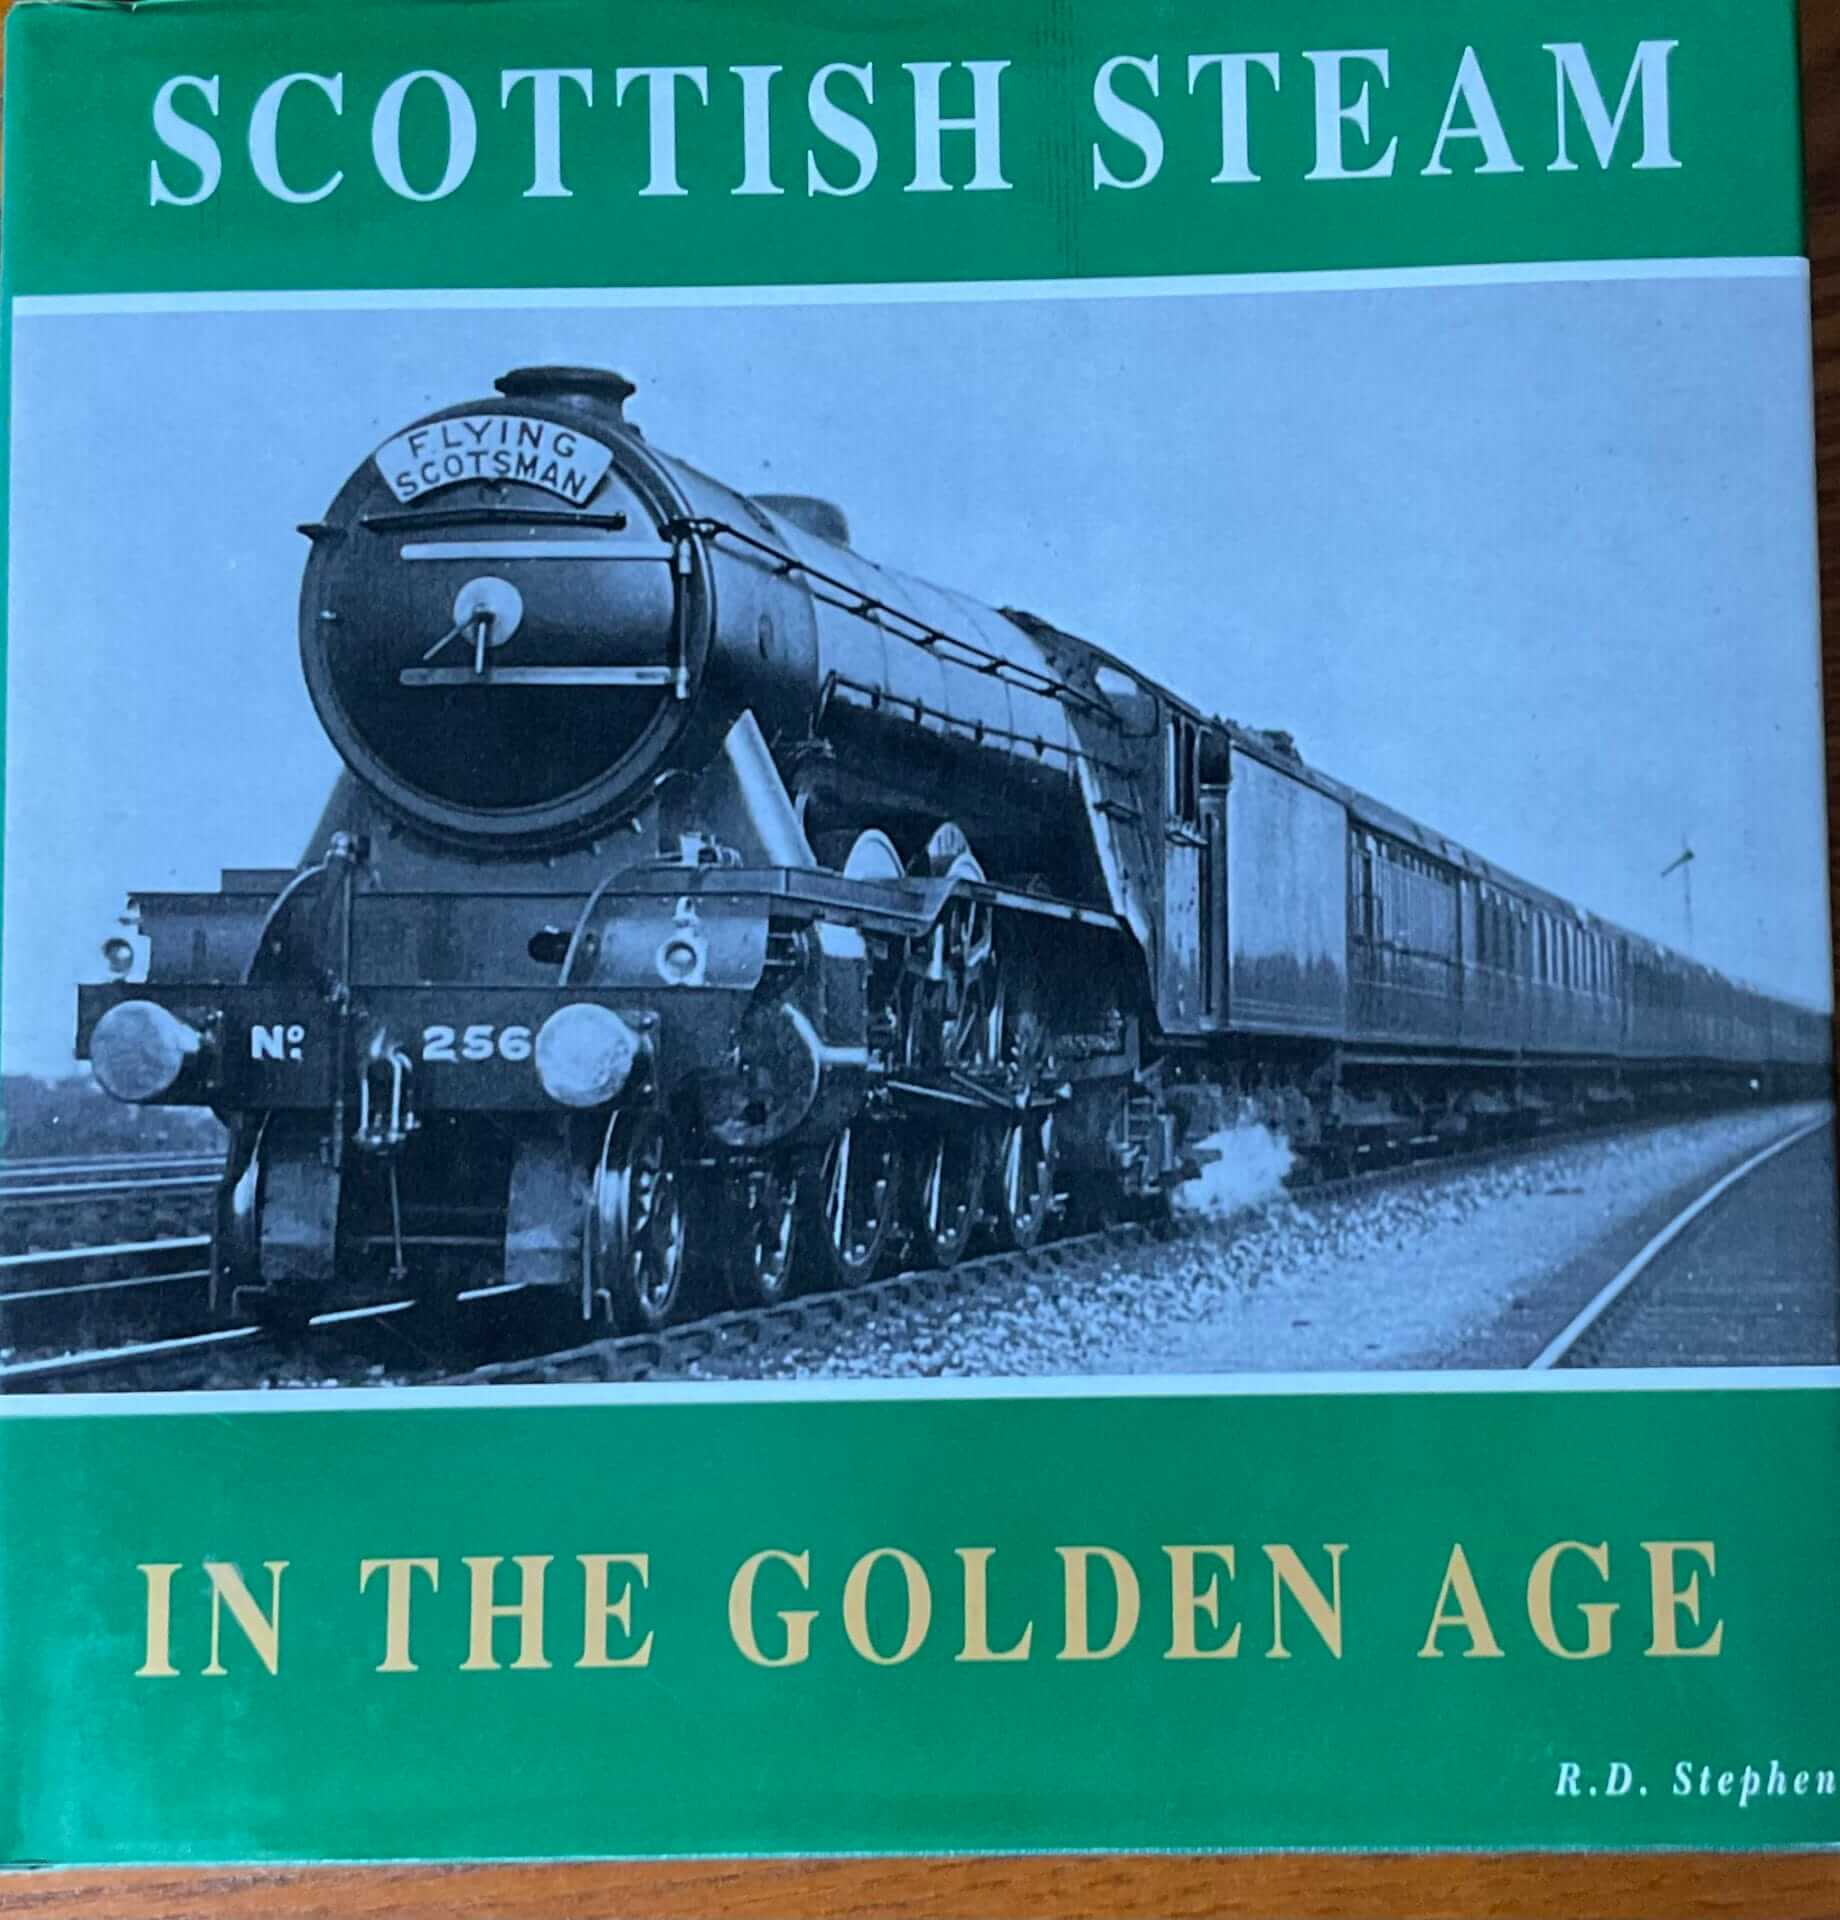 SCOTTISH STEAM
FLYING
SCOTSMAN
Nº. 256
IN THE GOLDEN AGE
R.D. Stephen